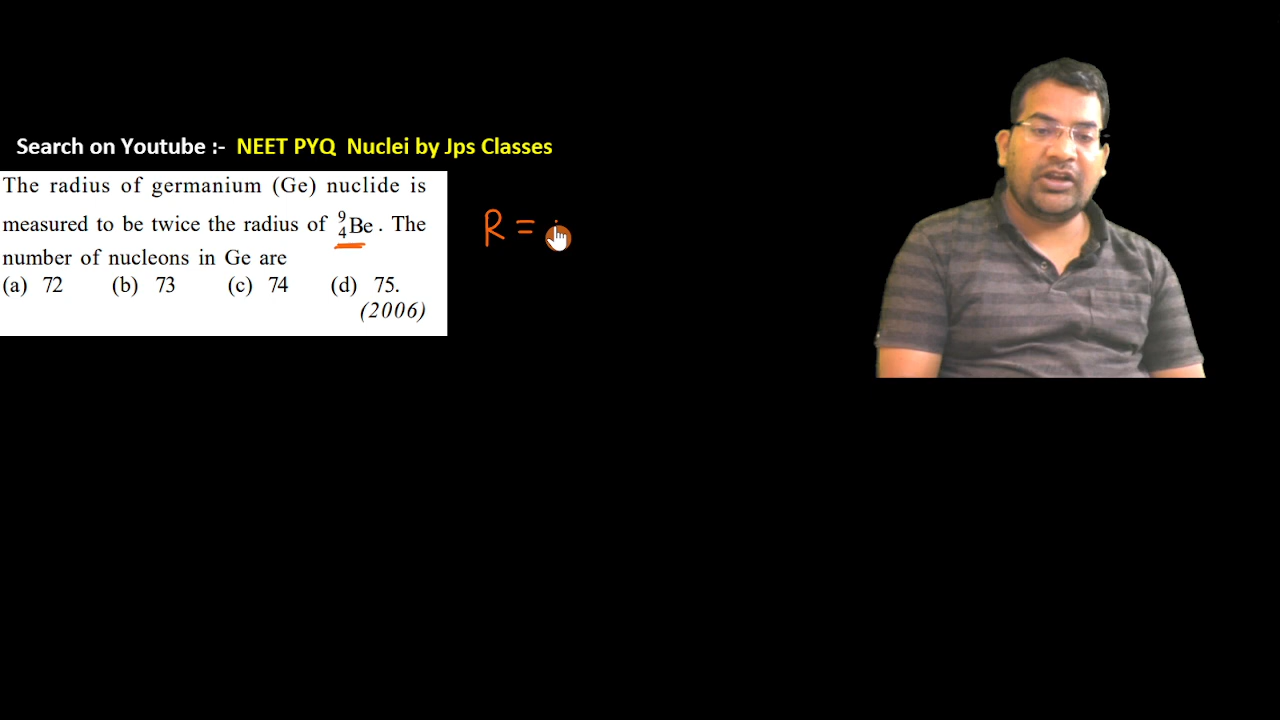 Search on Youtube :- NEET PYQ Nuclei by Jps Classes
The radius of germanium (Ge) nuclide is
measured to be twice the radius of ⁹₄Be . The
number of nucleons in Ge are
(a) 72 (b) 73 (c) 74 (d) 75.
(2006)
R =